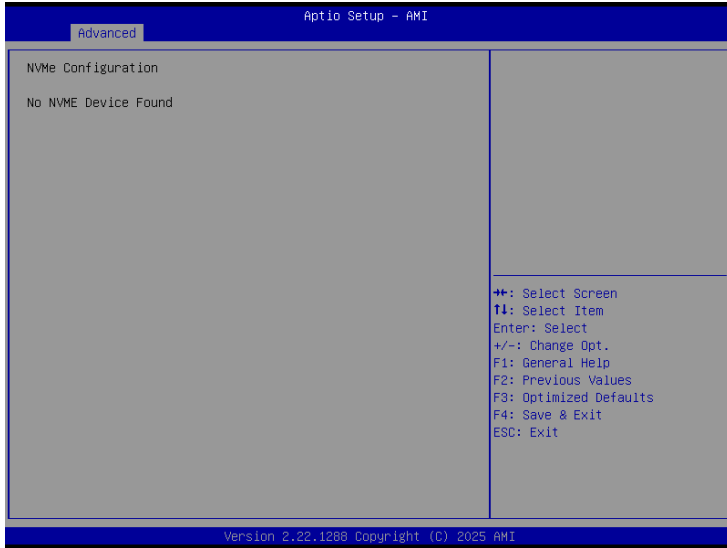 Aptio Setup - AMI
Advanced
NVMe Configuration
No NVME Device Found
→←: Select Screen
↑↓: Select Item
Enter: Select
+/-: Change Opt.
F1: General Help
F2: Previous Values
F3: Optimized Defaults
F4: Save & Exit
ESC: Exit
Version 2.22.1288 Copyright (C) 2025 AMI